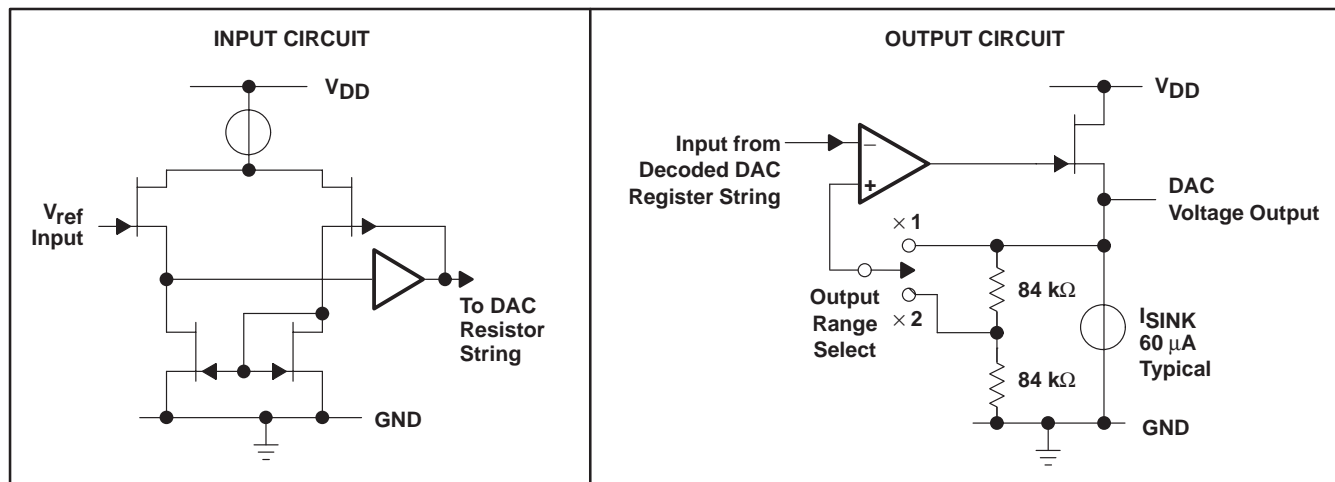 INPUT CIRCUIT
VDD
Vref
Input
To DAC
Resistor
String
GND
OUTPUT CIRCUIT
VDD
Input from
Decoded DAC
Register String
−
+
DAC
Voltage Output
× 1
Output
Range
Select
× 2
84 kΩ
84 kΩ
ISINK
60 μA
Typical
GND